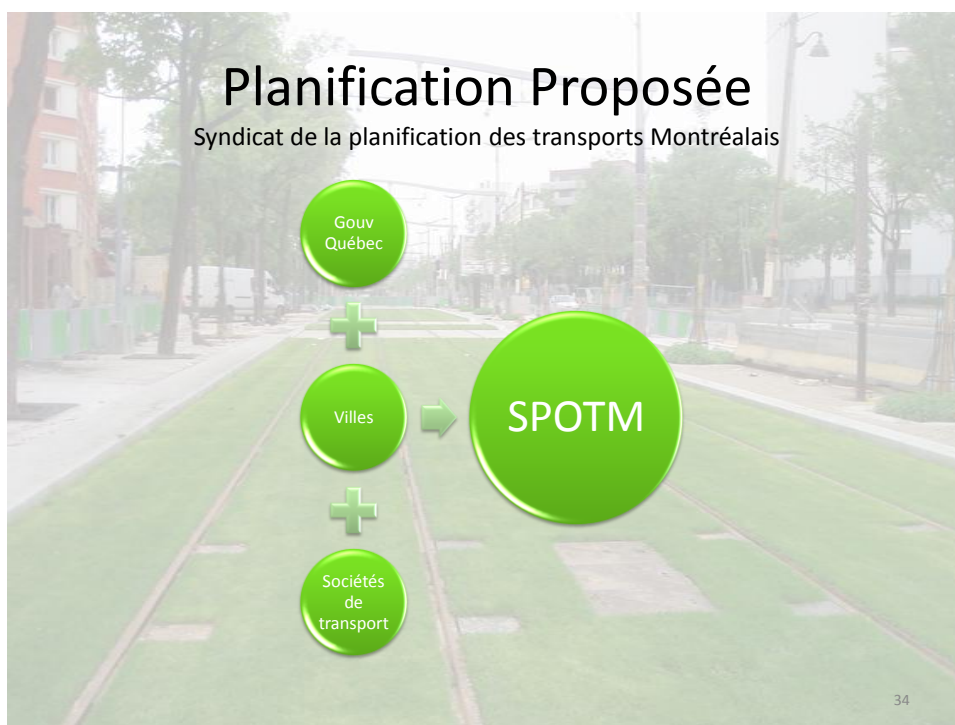 Planification Proposée
Syndicat de la planification des transports Montréalais
Gouv
Québec
Villes
SPOTM
Sociétés
de
transport
34